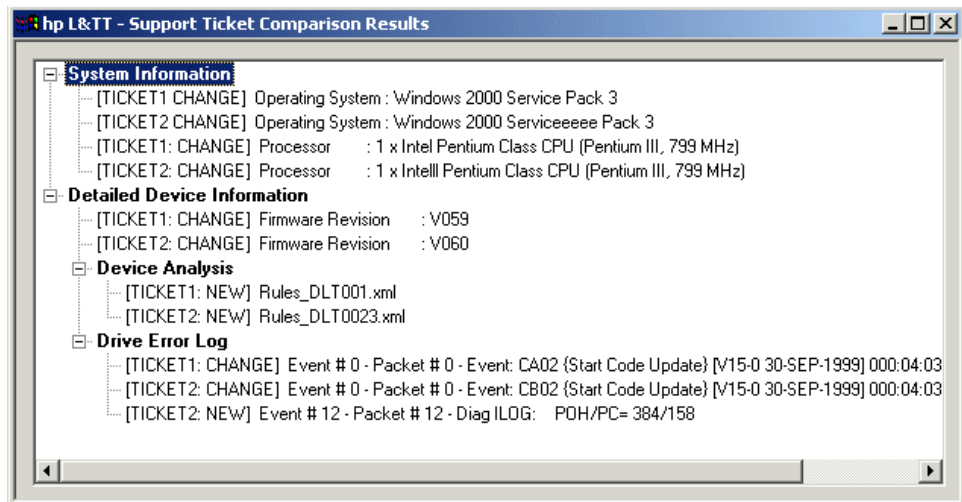 hp L&TT - Support Ticket Comparison Results
System Information
[TICKET1 CHANGE] Operating System : Windows 2000 Service Pack 3
[TICKET2 CHANGE] Operating System : Windows 2000 Serviceeeee Pack 3
[TICKET1: CHANGE] Processor : 1 x Intel Pentium Class CPU (Pentium III, 799 MHz)
[TICKET2: CHANGE] Processor : 1 x Intelll Pentium Class CPU (Pentium III, 799 MHz)
Detailed Device Information
[TICKET1: CHANGE] Firmware Revision : V059
[TICKET2: CHANGE] Firmware Revision : V060
Device Analysis
[TICKET1: NEW] Rules_DLT001.xml
[TICKET2: NEW] Rules_DLT0023.xml
Drive Error Log
[TICKET1: CHANGE] Event # 0 - Packet # 0 - Event: CA02 {Start Code Update} [V15-0 30-SEP-1999] 000:04:03
[TICKET2: CHANGE] Event # 0 - Packet # 0 - Event: CB02 {Start Code Update} [V15-0 30-SEP-1999] 000:04:03
[TICKET2: NEW] Event # 12 - Packet # 12 - Diag ILOG: POH/PC= 384/158